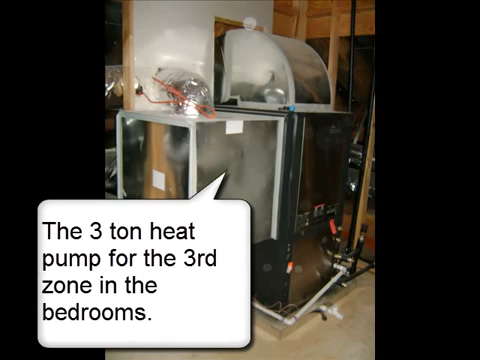 The 3 ton heat
pump for the 3rd
zone in the
bedrooms.